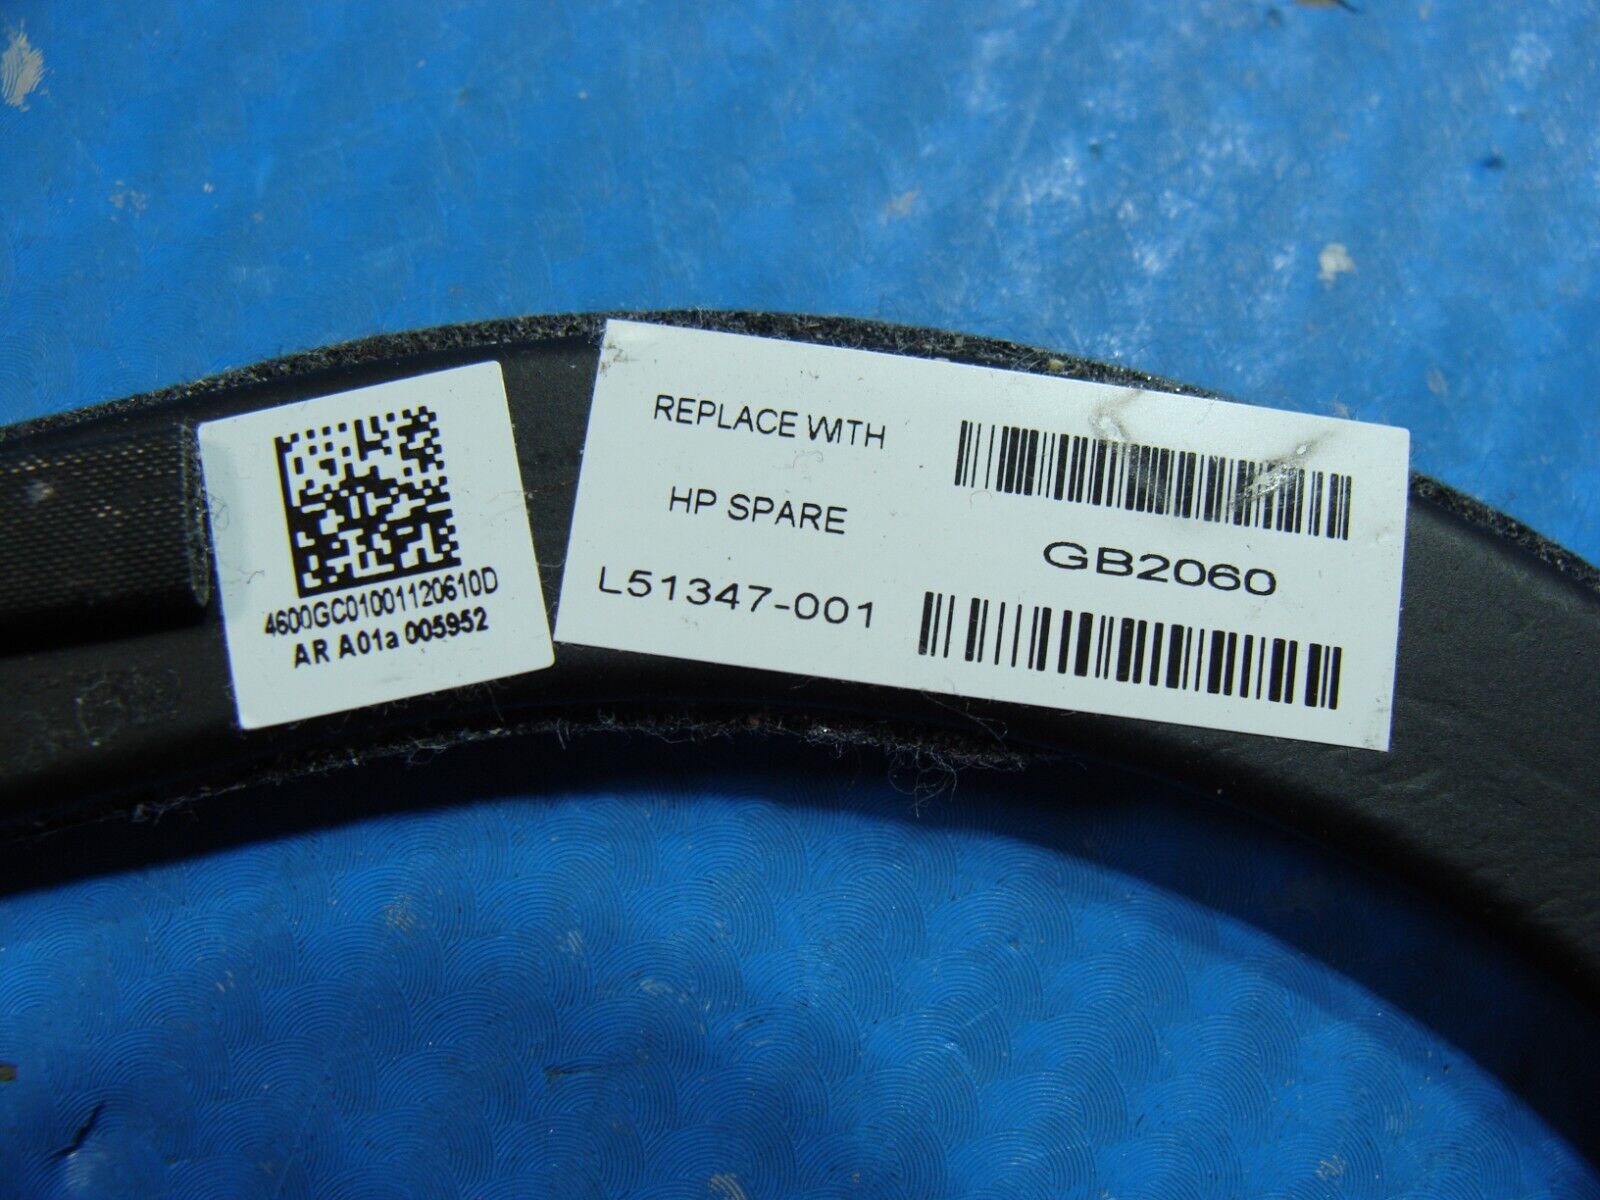 4600GC01001120610D
AR A01a 005952
REPLACE WITH
HP SPARE
L51347-001
GB2060